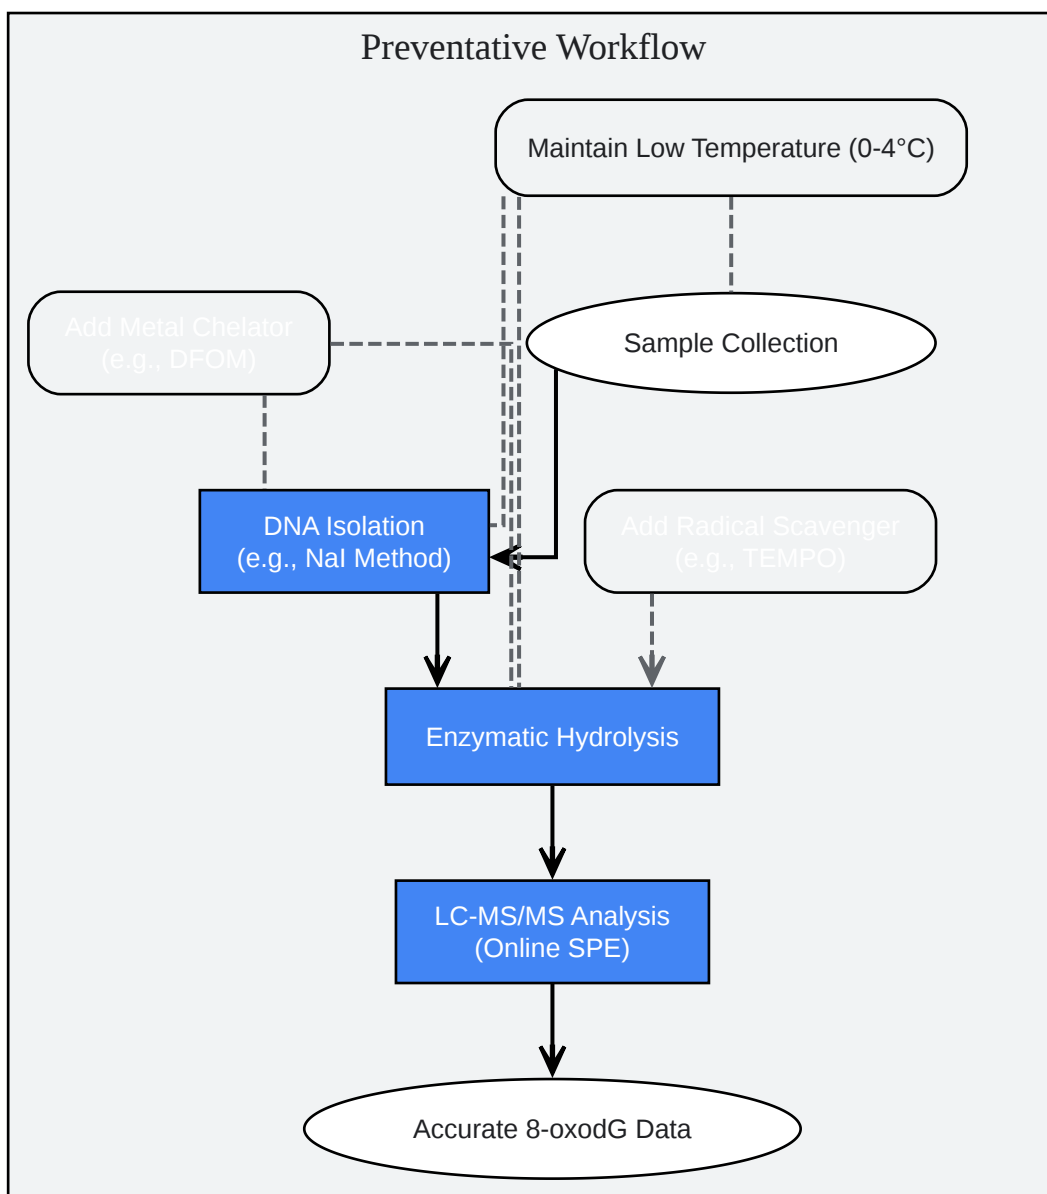 Preventative Workflow
Maintain Low Temperature (0-4°C)
Add Metal Chelator
(e.g., DFOM)
Sample Collection
DNA Isolation
(e.g., NaI Method)
Add Radical Scavenger
(e.g., TEMPO)
Enzymatic Hydrolysis
LC-MS/MS Analysis
(Online SPE)
Accurate 8-oxodG Data